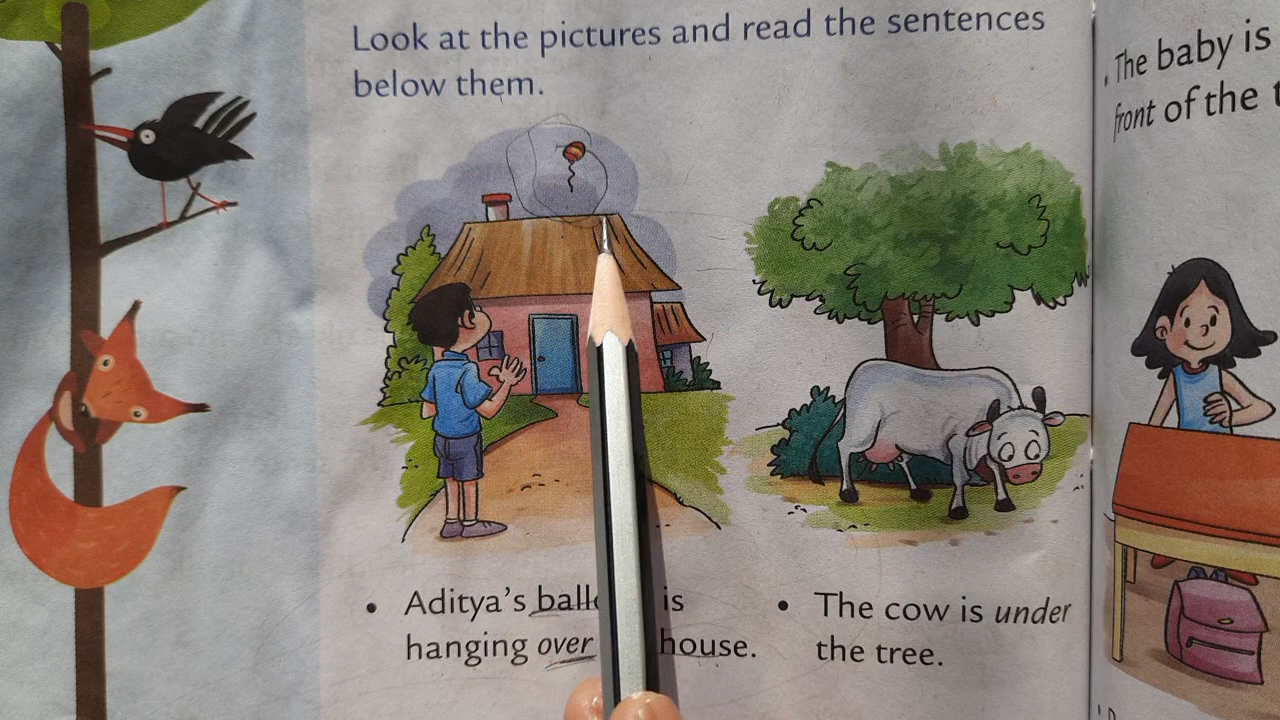 Look at the pictures and read the sentences
below them.
Aditya's is
hanging over house.
• The cow is under
the tree.
The baby is
front of the